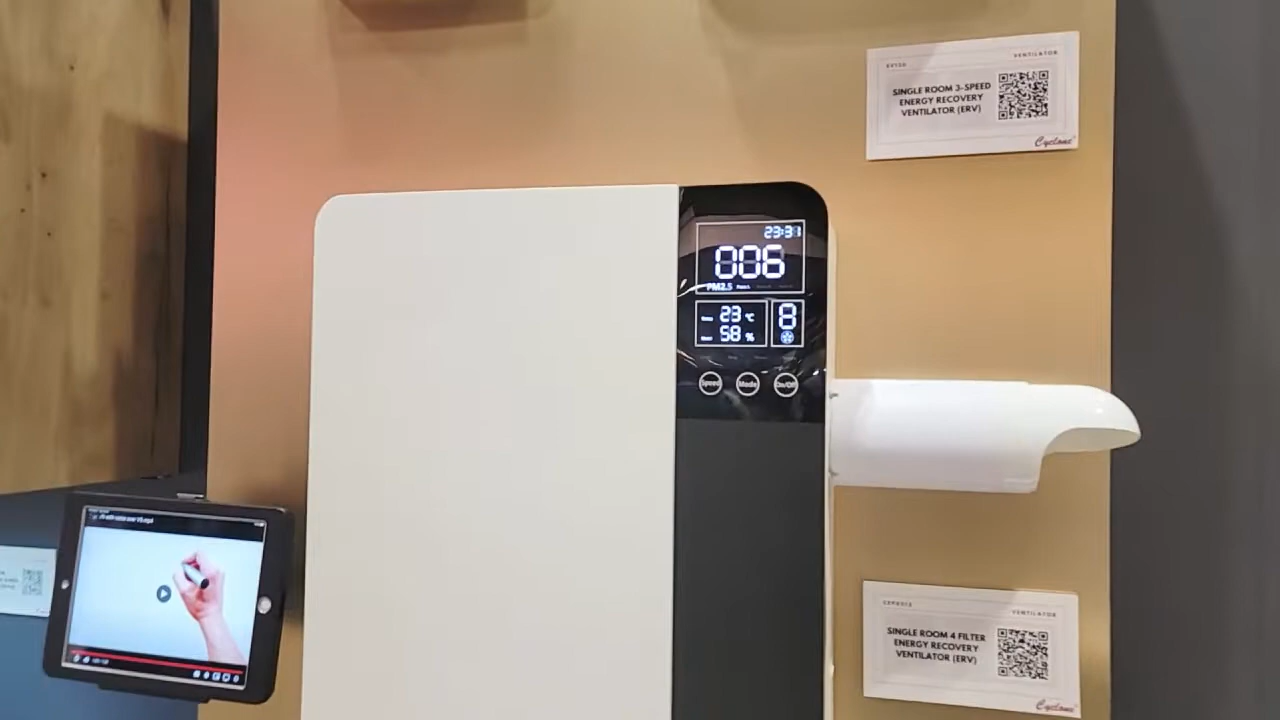 VENTILATOR
SINGLE ROOM 3-SPEED
ENERGY RECOVERY
VENTILATOR (ERV)
Cyclone
23:31
006
PM2.5
23 °C
58 %
8
Speed
Mode
On/Off
VENTILATOR
SINGLE ROOM 4 FILTER
ENERGY RECOVERY
VENTILATOR (ERV)
Cyclone